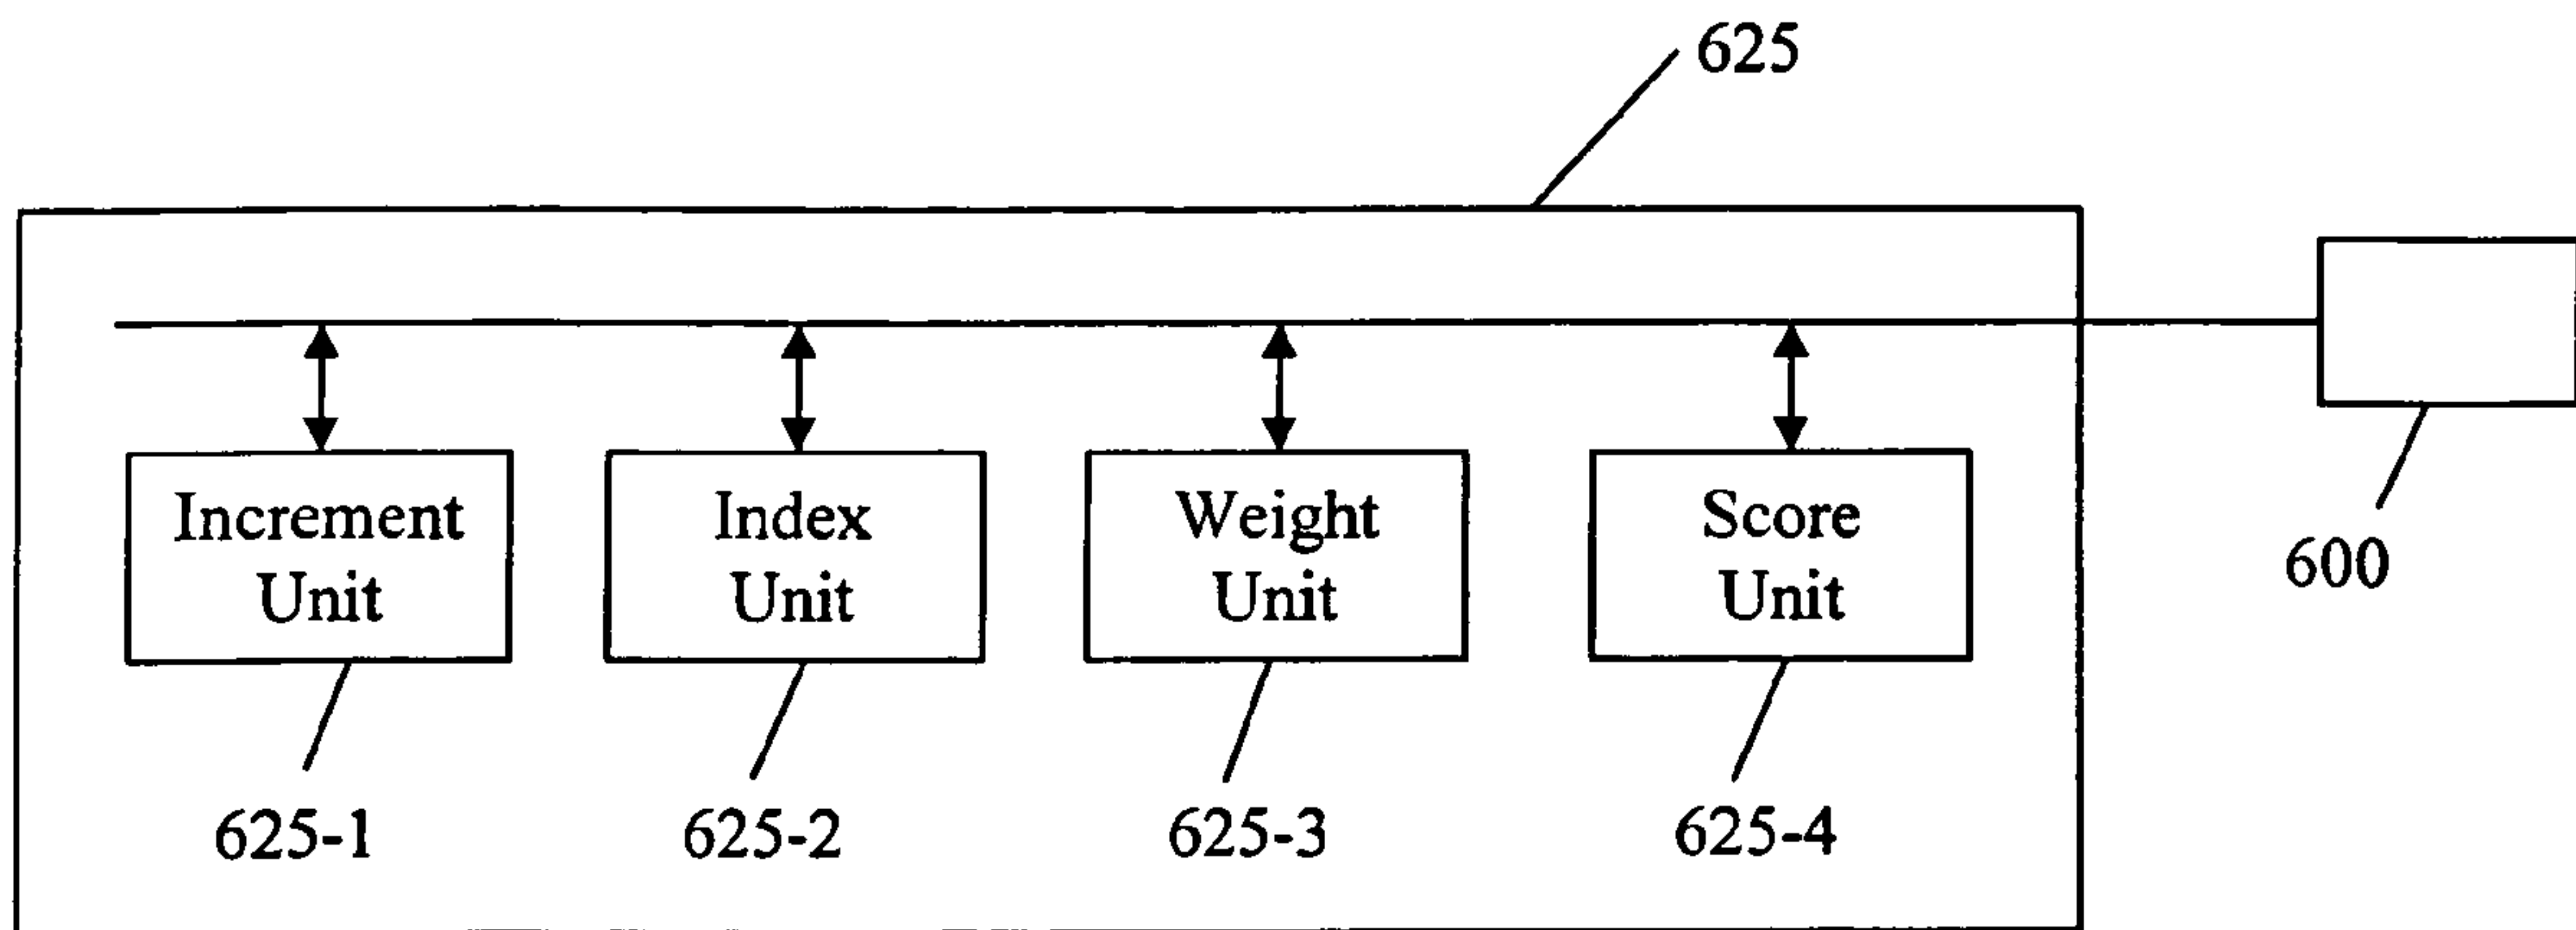 625
Increment
Unit
Index
Unit
Weight
Unit
Score
Unit
600
625-1
625-2
625-3
625-4